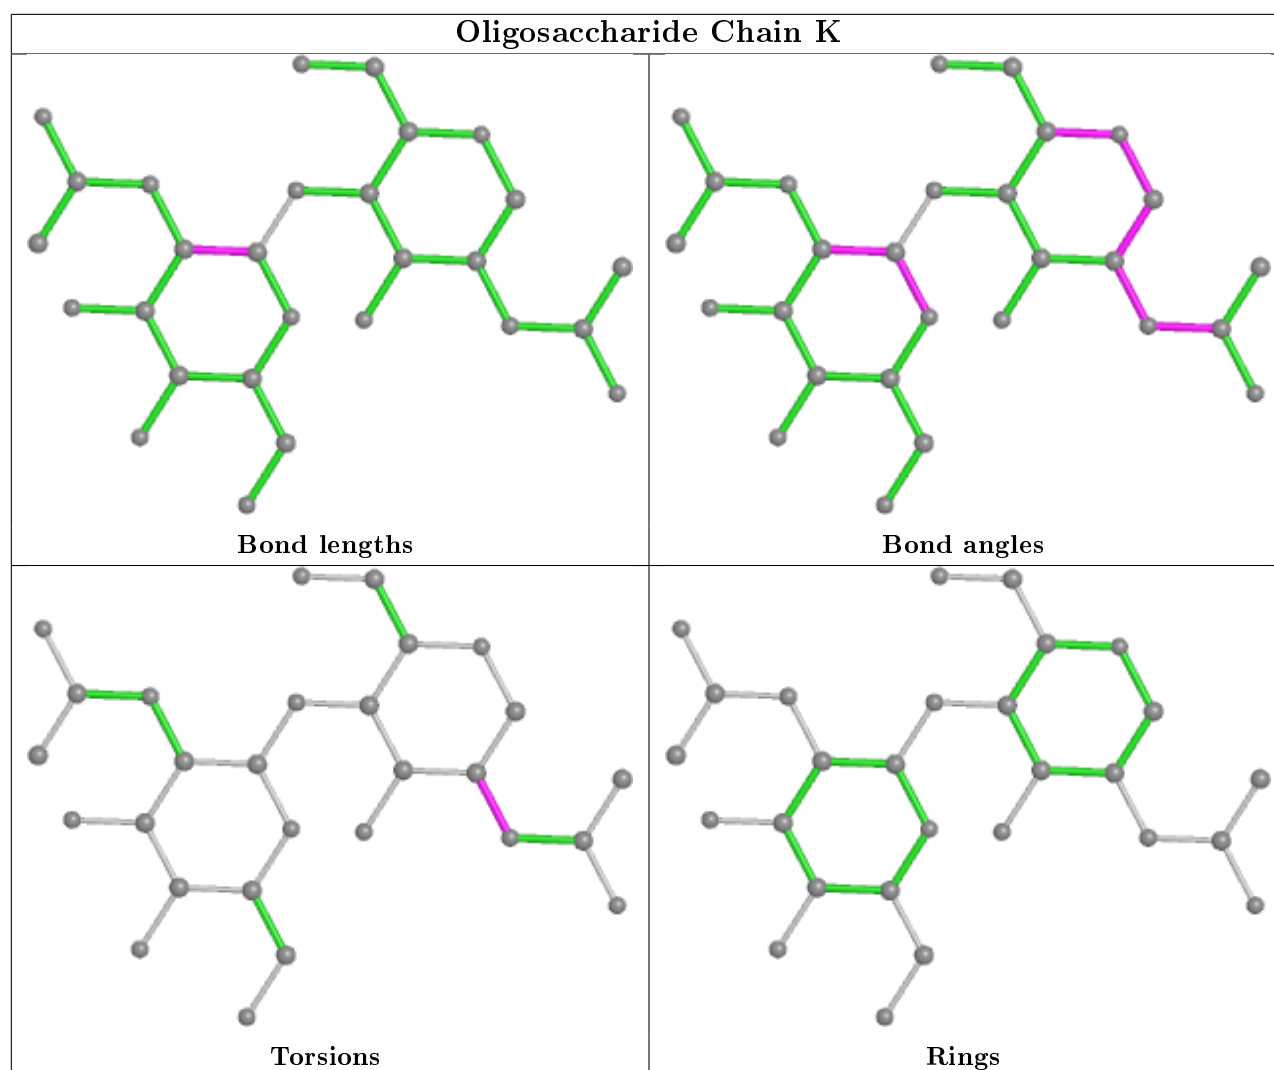 Oligosaccharide Chain K
Bond lengths
Bond angles
Torsions
Rings